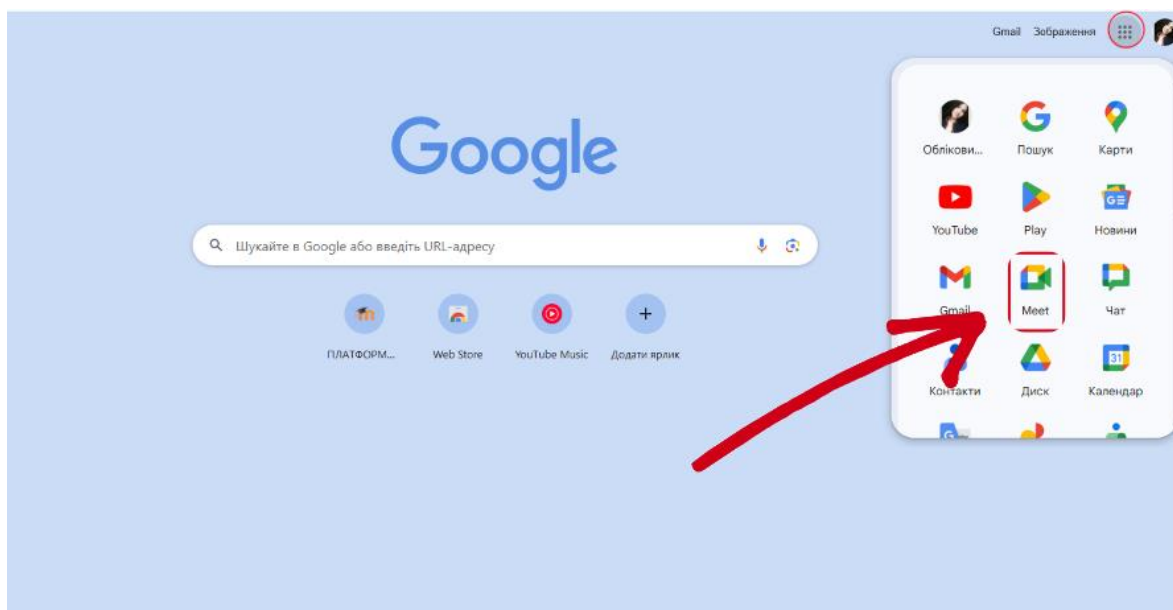 Gmail Зображення
Google
Шукайте в Google або введіть URL-адресу
ПЛАТФОРМ... Web Store YouTube Music Додати ярлик
Обліковий... Пошук Карти
YouTube Play Новини
Gmail Meet Чат
Контакти Диск Календар
31